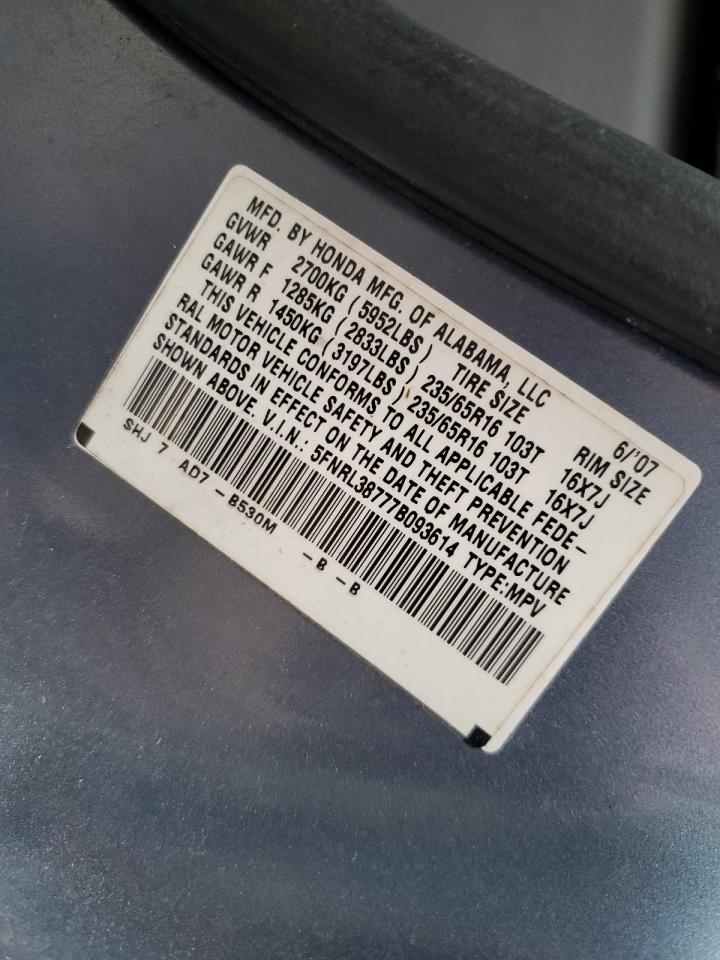 MFD. BY HONDA MFG. OF ALABAMA, LLC 6/'07
GVWR 2700KG (5952LBS) TIRE SIZE RIM SIZE
GAWR F 1285KG (2833LBS) 235/65R16 103T 16X7J
GAWR R 1450KG (3197LBS) 235/65R16 103T 16X7J
THIS VEHICLE CONFORMS TO ALL APPLICABLE FEDE-
RAL MOTOR VEHICLE SAFETY AND THEFT PREVENTION
STANDARDS IN EFFECT ON THE DATE OF MANUFACTURE
SHOWN ABOVE. V.I.N.: 5FNRL38777B093614 TYPE:MPV
SHJ 7 AD7 -B530M -B -B